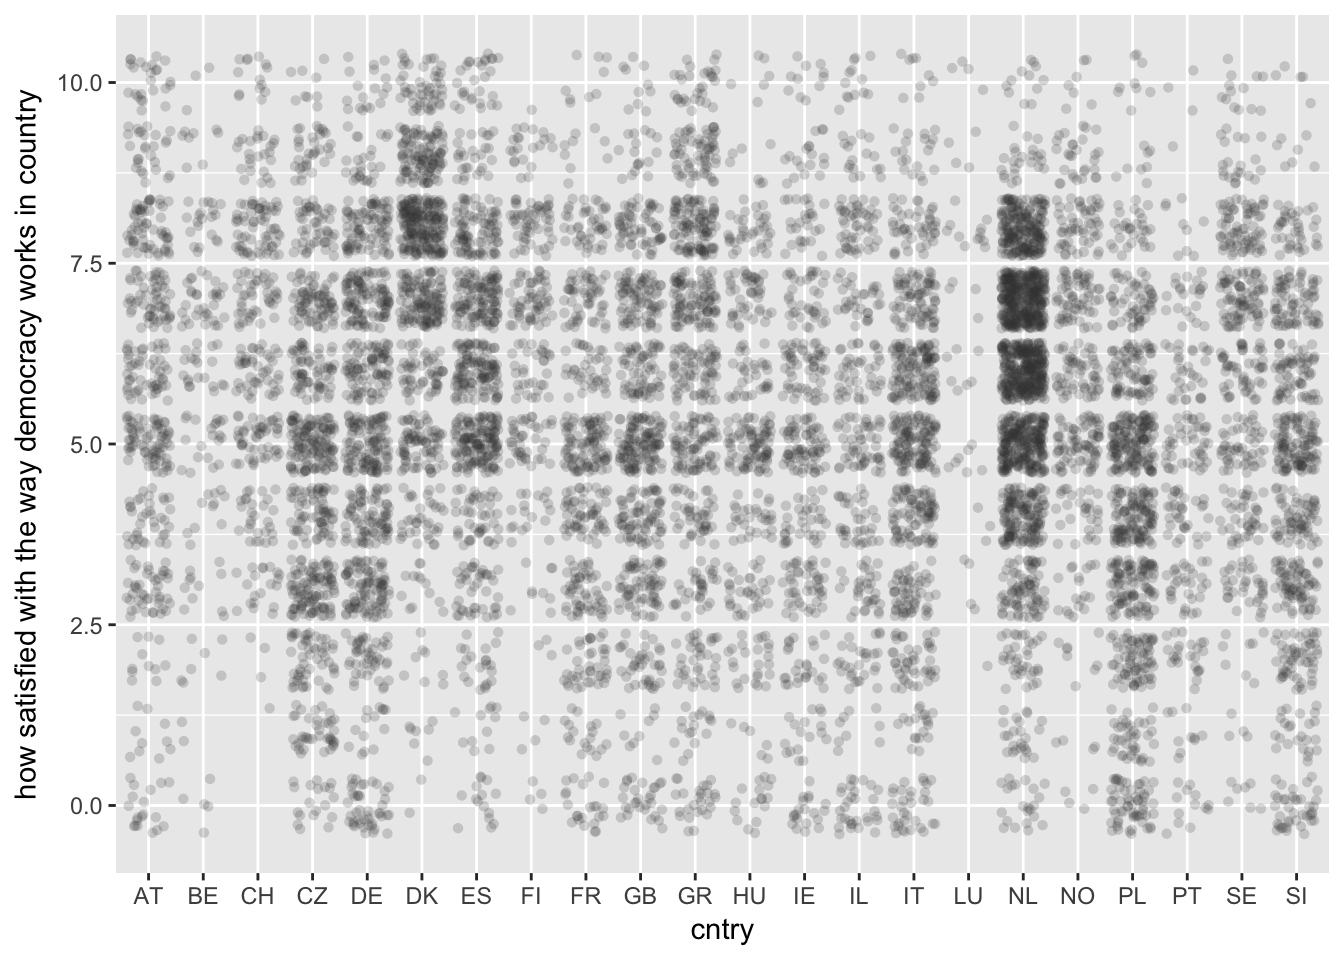 how satisfied with the way democracy works in country
10.0
7.5
5.0
2.5
0.0
AT BE CH CZ DE DK ES FI FR GB GR HU IE IL IT LU NL NO PL PT SE SI
cntry